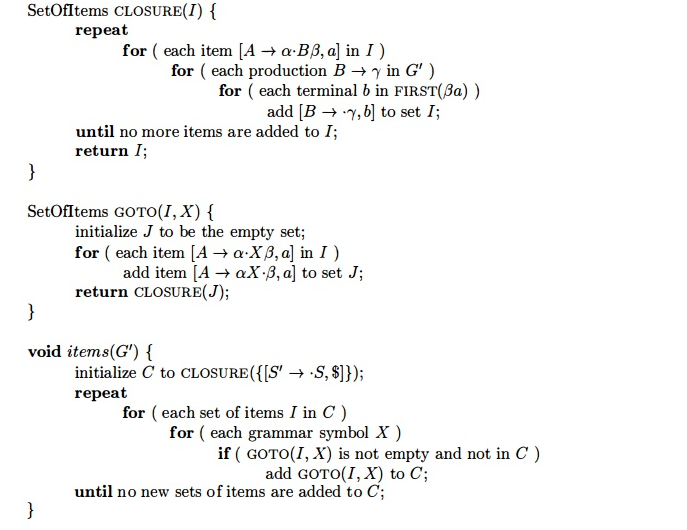 SetOfItems CLOSURE(I) {
repeat
for ( each item [A → α·Bβ, a] in I )
for ( each production B → γ in G′ )
for ( each terminal b in FIRST(βa) )
add [B → ·γ, b] to set I;
until no more items are added to I;
return I;
}
SetOfItems GOTO(I, X) {
initialize J to be the empty set;
for ( each item [A → α·Xβ, a] in I )
add item [A → αX·β, a] to set J;
return CLOSURE(J);
}
void items(G′) {
initialize C to CLOSURE({[S′ → ·S, $]});
repeat
for ( each set of items I in C )
for ( each grammar symbol X )
if ( GOTO(I, X) is not empty and not in C )
add GOTO(I, X) to C;
until no new sets of items are added to C;
}